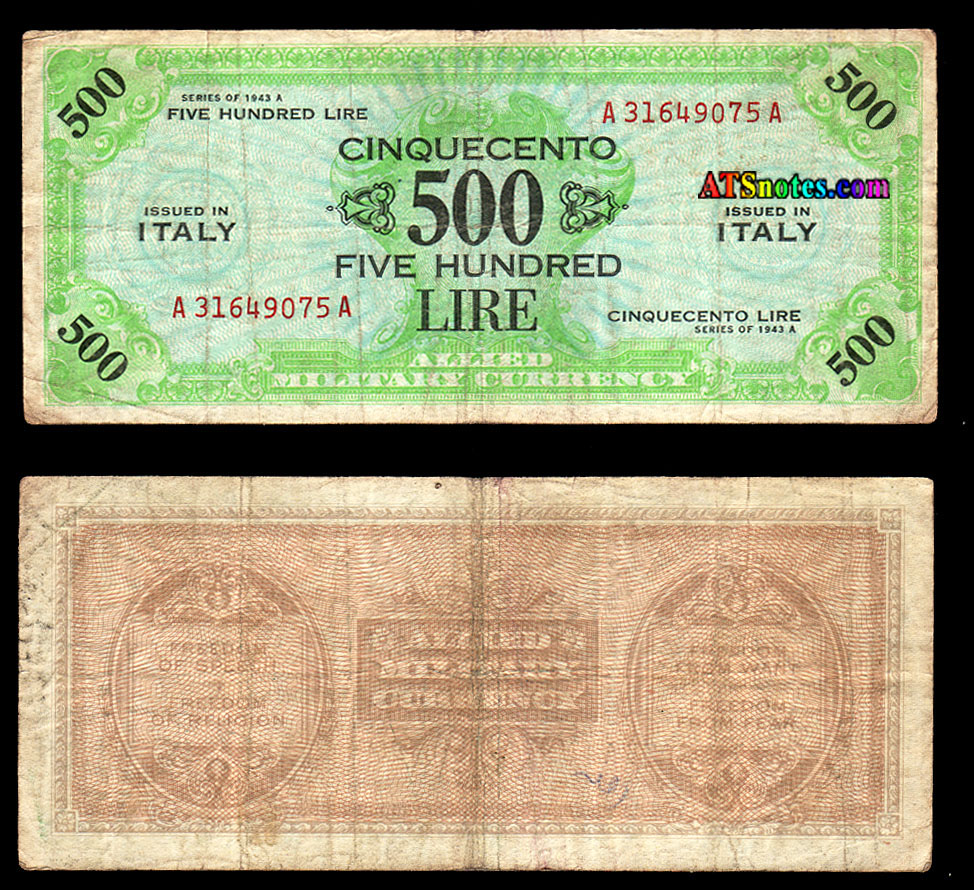 500
500
SERIES OF 1943 A
FIVE HUNDRED LIRE
A 31649075 A
CINQUECENTO
500
FIVE HUNDRED
LIRE
ATSnotes.com
ISSUED IN
ITALY
ISSUED IN
ITALY
A 31649075 A
CINQUECENTO LIRE
SERIES OF 1943 A
500
500
ALLIED
MILITARY CURRENCY
FREEDOM
OF SPEECH
FREEDOM
OF RELIGION
ALLIED
MILITARY
CURRENCY
FREEDOM
FROM WANT
FREEDOM
FROM FEAR